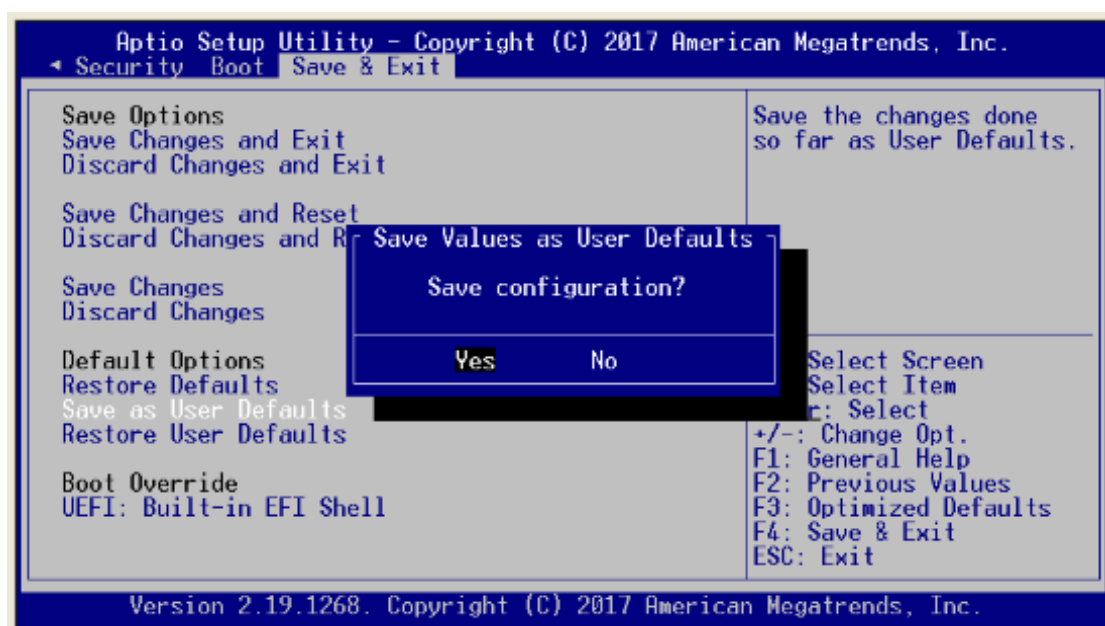 Aptio Setup Utility - Copyright (C) 2017 American Megatrends, Inc.
◄ Security Boot Save & Exit
Save Options
Save Changes and Exit
Discard Changes and Exit
Save Changes and Reset
Discard Changes and R
Save Changes
Discard Changes
Default Options
Restore Defaults
Save as User Defaults
Restore User Defaults
Boot Override
UEFI: Built-in EFI Shell
Save Values as User Defaults
Save configuration?
Yes No
Save the changes done
so far as User Defaults.
Select Screen
Select Item
r: Select
+/-: Change Opt.
F1: General Help
F2: Previous Values
F3: Optimized Defaults
F4: Save & Exit
ESC: Exit
Version 2.19.1268. Copyright (C) 2017 American Megatrends, Inc.